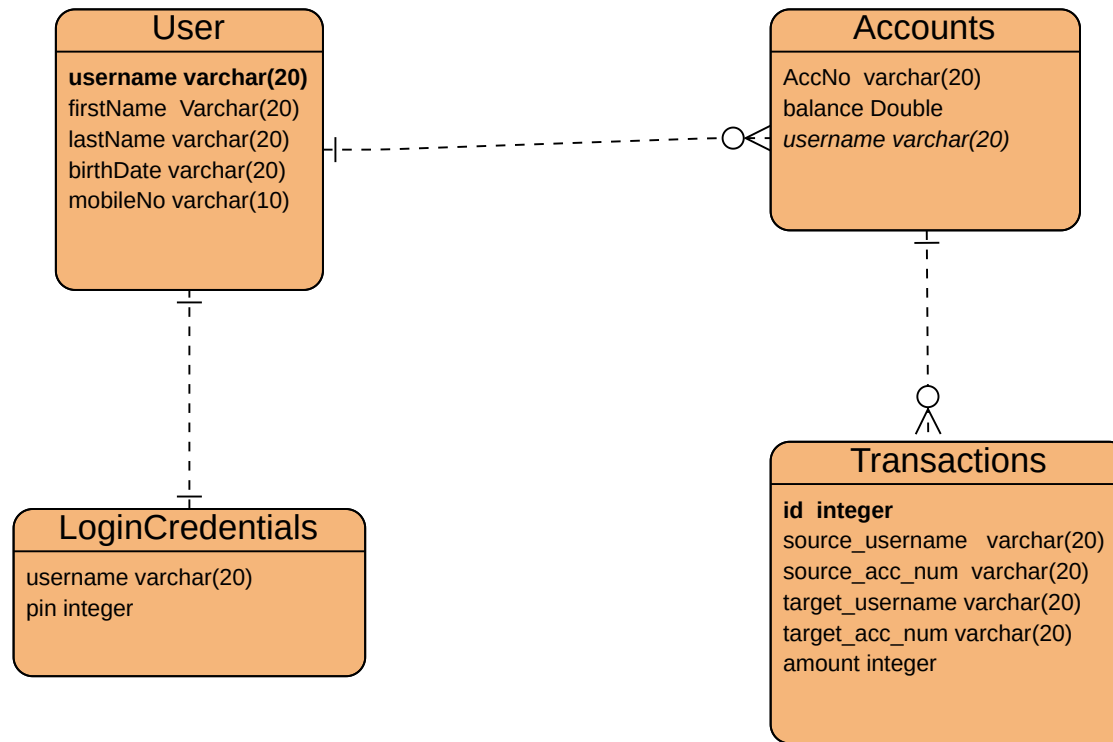 User
username varchar(20)
firstName  Varchar(20)
lastName varchar(20)
birthDate varchar(20)
mobileNo varchar(10)
Accounts
AccNo  varchar(20)
balance Double
username varchar(20)
LoginCredentials
username varchar(20)
pin integer
Transactions
id  integer
source_username   varchar(20)
source_acc_num  varchar(20)
target_username varchar(20)
target_acc_num varchar(20)
amount integer